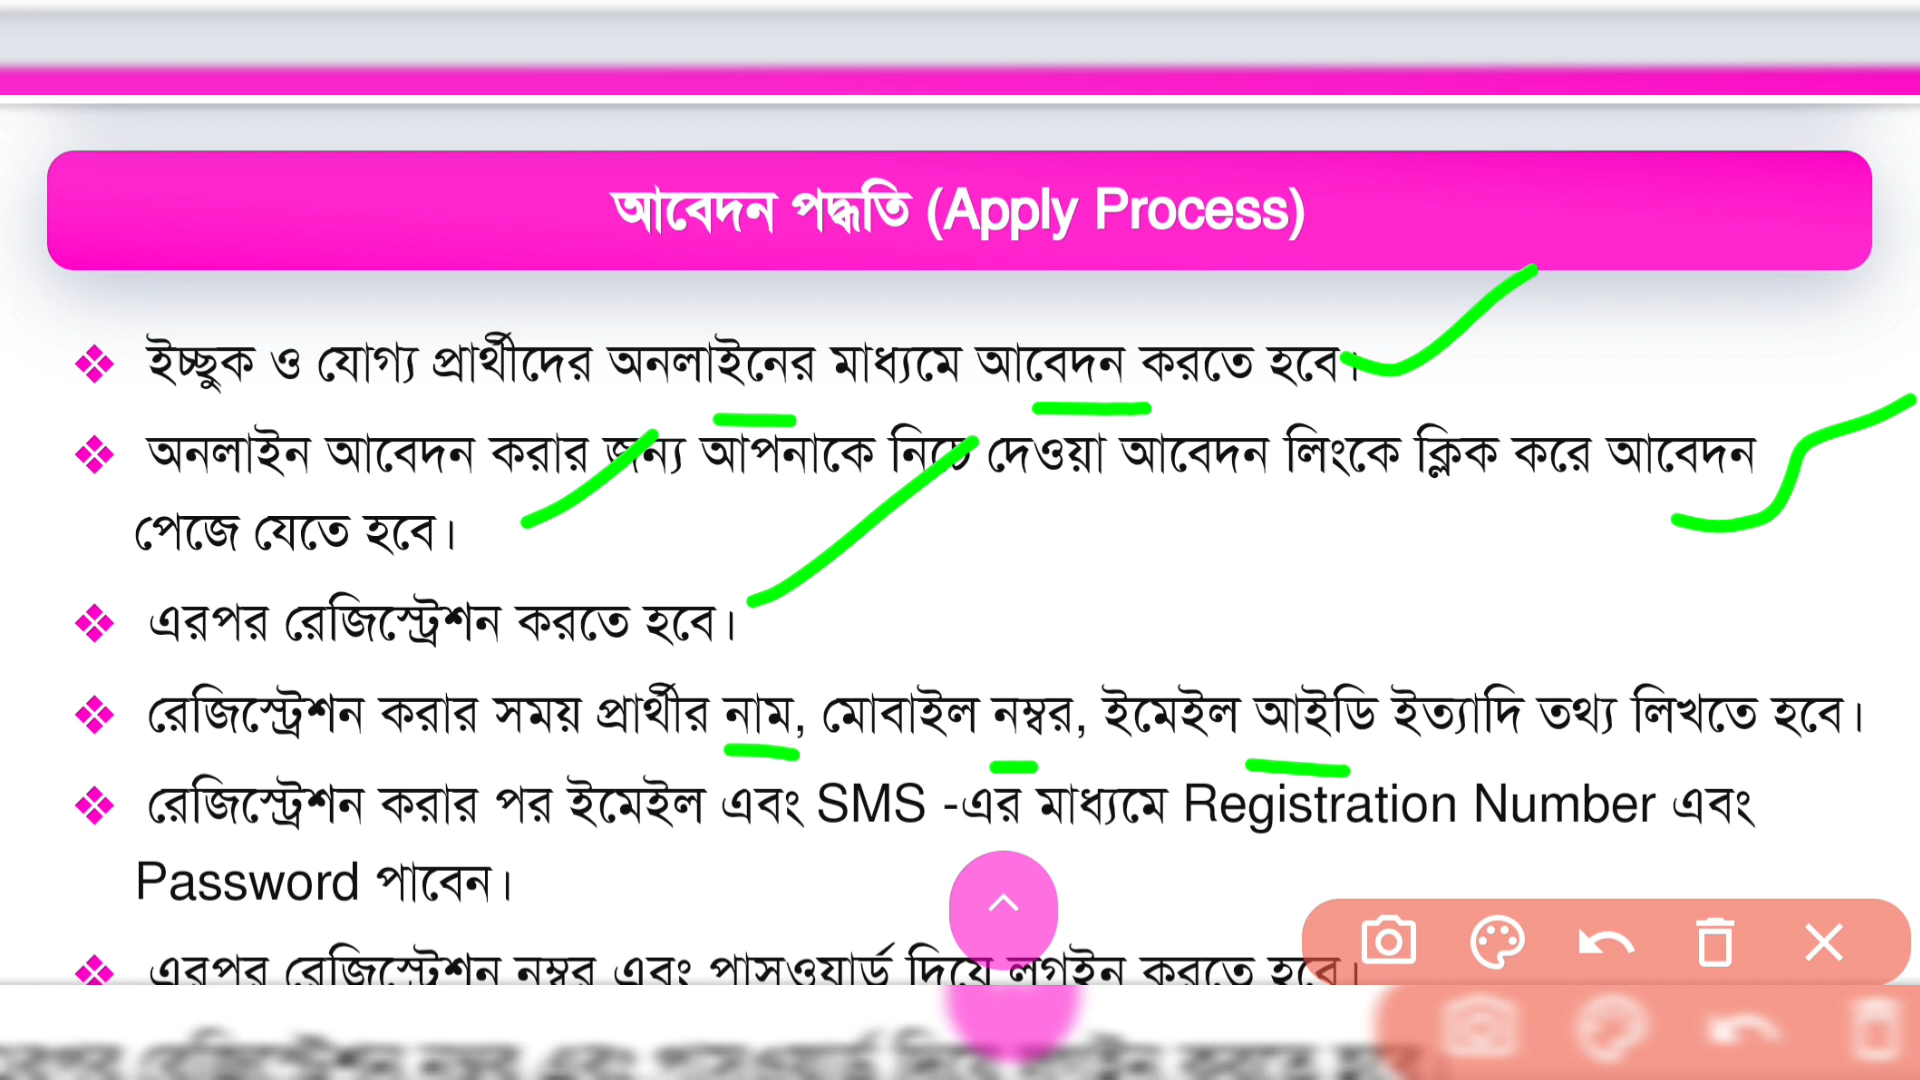 আবেদন পদ্ধতি (Apply Process)
ইচ্ছুক ও যোগ্য প্রার্থীদের অনলাইনের মাধ্যমে আবেদন করতে হবে।
অনলাইন আবেদন করার জন্য আপনাকে নিচে দেওয়া আবেদন লিংকে ক্লিক করে আবেদন
পেজে যেতে হবে।
এরপর রেজিস্ট্রেশন করতে হবে।
রেজিস্ট্রেশন করার সময় প্রার্থীর নাম, মোবাইল নম্বর, ইমেইল আইডি ইত্যাদি তথ্য লিখতে হবে।
রেজিস্ট্রেশন করার পর ইমেইল এবং SMS -এর মাধ্যমে Registration Number এবং
Password পাবেন।
এরপর রেজিস্ট্রেশন নম্বর এবং পাসওয়ার্ড দিয়ে লগইন করতে হবে।